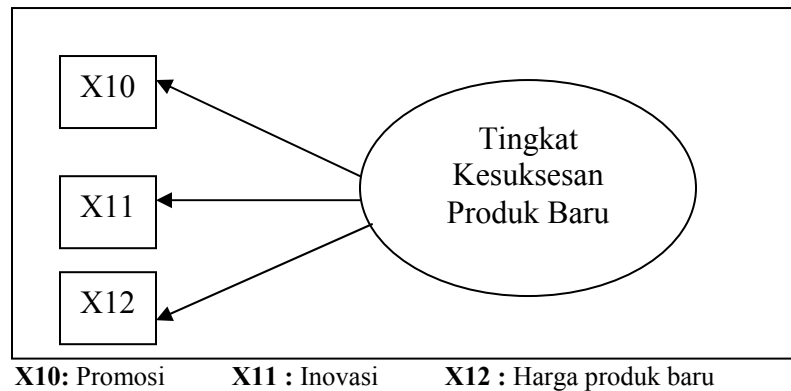 X10
X11
X12
Tingkat
Kesuksesan
Produk Baru
X10: Promosi X11 : Inovasi X12 : Harga produk baru